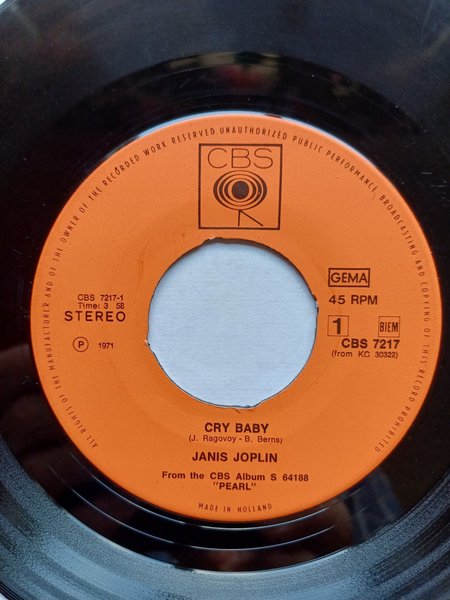 ALL RIGHTS OF THE MANUFACTURER AND OF THE OWNER OF THE RECORDED WORK RESERVED UNAUTHORIZED PUBLIC PERFORMANCE, BROADCASTING AND COPYING OF THIS RECORD PROHIBITED
CBS
GEMA
CBS 7217-1
45 RPM
Time: 3 58
STEREO
1
BIEM
Ⓟ 1971
CBS 7217
(from KC 30322)
CRY BABY
(J. Ragovoy - B. Berns)
JANIS JOPLIN
From the CBS Album S 64188
"PEARL"
MADE IN HOLLAND